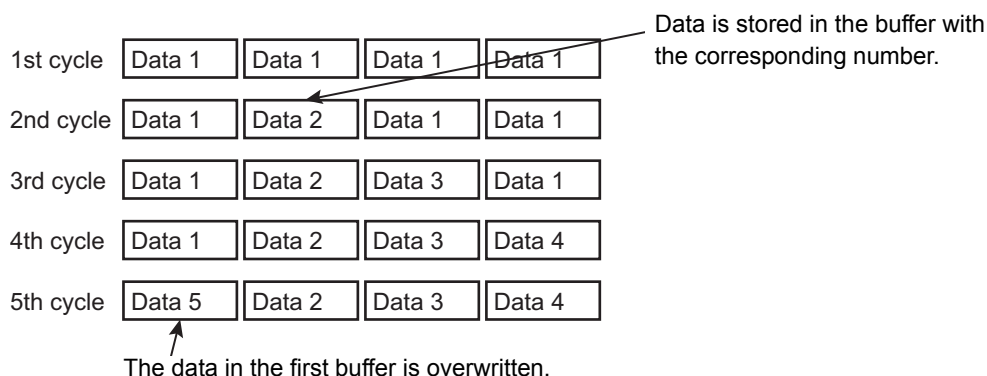 Data is stored in the buffer with
the corresponding number.
1st cycle Data 1 Data 1 Data 1 Data 1
2nd cycle Data 1 Data 2 Data 1 Data 1
3rd cycle Data 1 Data 2 Data 3 Data 1
4th cycle Data 1 Data 2 Data 3 Data 4
5th cycle Data 5 Data 2 Data 3 Data 4
The data in the first buffer is overwritten.